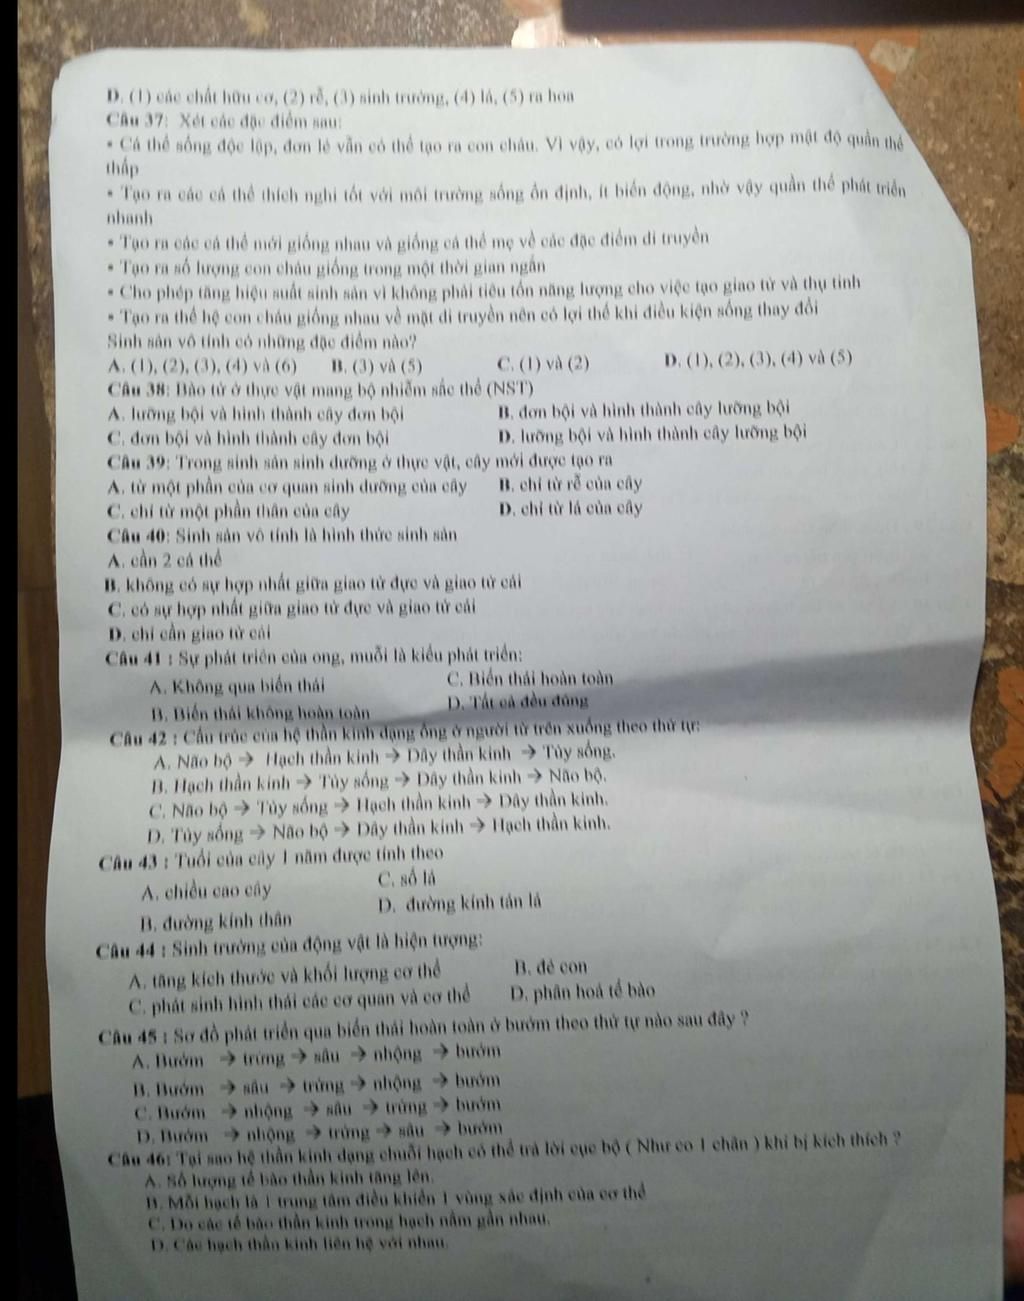 D. (1) các chất hữu cơ, (2) rễ, (3) sinh trưởng, (4) lá, (5) ra hoa
Câu 37: Xét các đặc điểm sau:
* Cá thể sống độc lập, đơn lẻ vẫn có thể tạo ra con cháu. Vì vậy, có lợi trong trường hợp mật độ quần thể
thấp
* Tạo ra các cá thể thích nghi tốt với môi trường sống ổn định, ít biến động, nhờ vậy quần thể phát triển
nhanh
* Tạo ra các cá thể mới giống nhau và giống cá thể mẹ về các đặc điểm di truyền
* Tạo ra số lượng con cháu giống trong một thời gian ngắn
* Cho phép tăng hiệu suất sinh sản vì không phải tiêu tốn năng lượng cho việc tạo giao tử và thụ tinh
* Tạo ra thế hệ con cháu giống nhau về mặt di truyền nên có lợi thế khi điều kiện sống thay đổi
Sinh sản vô tính có những đặc điểm nào?
A. (1), (2), (3), (4) và (6) B. (3) và (5) C. (1) và (2) D. (1), (2), (3), (4) và (5)
Câu 38: Bào tử ở thực vật mang bộ nhiễm sắc thể (NST)
A. lưỡng bội và hình thành cây đơn bội B. đơn bội và hình thành cây lưỡng bội
C. đơn bội và hình thành cây đơn bội D. lưỡng bội và hình thành cây lưỡng bội
Câu 39: Trong sinh sản sinh dưỡng ở thực vật, cây mới được tạo ra
A. từ một phần của cơ quan sinh dưỡng của cây B. chỉ từ rễ của cây
C. chỉ từ một phần thân của cây D. chỉ từ lá của cây
Câu 40: Sinh sản vô tính là hình thức sinh sản
A. cần 2 cá thể
B. không có sự hợp nhất giữa giao tử đực và giao tử cái
C. có sự hợp nhất giữa giao tử đực và giao tử cái
D. chỉ cần giao tử cái
Câu 41 : Sự phát triển của ong, muỗi là kiểu phát triển:
A. Không qua biến thái C. Biến thái hoàn toàn
B. Biến thái không hoàn toàn D. Tất cả đều đúng
Câu 42 : Cấu trúc của hệ thần kinh dạng ống ở người từ trên xuống theo thứ tự:
A. Não bộ → Hạch thần kinh → Dây thần kinh → Tủy sống.
B. Hạch thần kinh → Tủy sống → Dây thần kinh → Não bộ.
C. Não bộ → Tủy sống → Hạch thần kinh → Dây thần kinh.
D. Tủy sống → Não bộ → Dây thần kinh → Hạch thần kinh.
Câu 43 : Tuổi của cây 1 năm được tính theo
A. chiều cao cây C. số lá
B. đường kính thân D. đường kính tán lá
Câu 44 : Sinh trưởng của động vật là hiện tượng:
A. tăng kích thước và khối lượng cơ thể B. đẻ con
C. phát sinh hình thái các cơ quan và cơ thể D. phân hoá tế bào
Câu 45 : Sơ đồ phát triển qua biến thái hoàn toàn ở bướm theo thứ tự nào sau đây ?
A. Bướm → trứng → sâu → nhộng → bướm
B. Bướm → sâu → trứng → nhộng → bướm
C. Bướm → nhộng → sâu → trứng → bướm
D. Bướm → nhộng → trứng → sâu → bướm
Câu 46: Tại sao hệ thần kinh dạng chuỗi hạch có thể trả lời cục bộ ( Như co 1 chân ) khi bị kích thích ?
A. Số lượng tế bào thần kinh tăng lên.
B. Mỗi hạch là 1 trung tâm điều khiển 1 vùng xác định của cơ thể
C. Do các tế bào thần kinh trong hạch nằm gần nhau.
D. Các hạch thần kinh liên hệ với nhau.